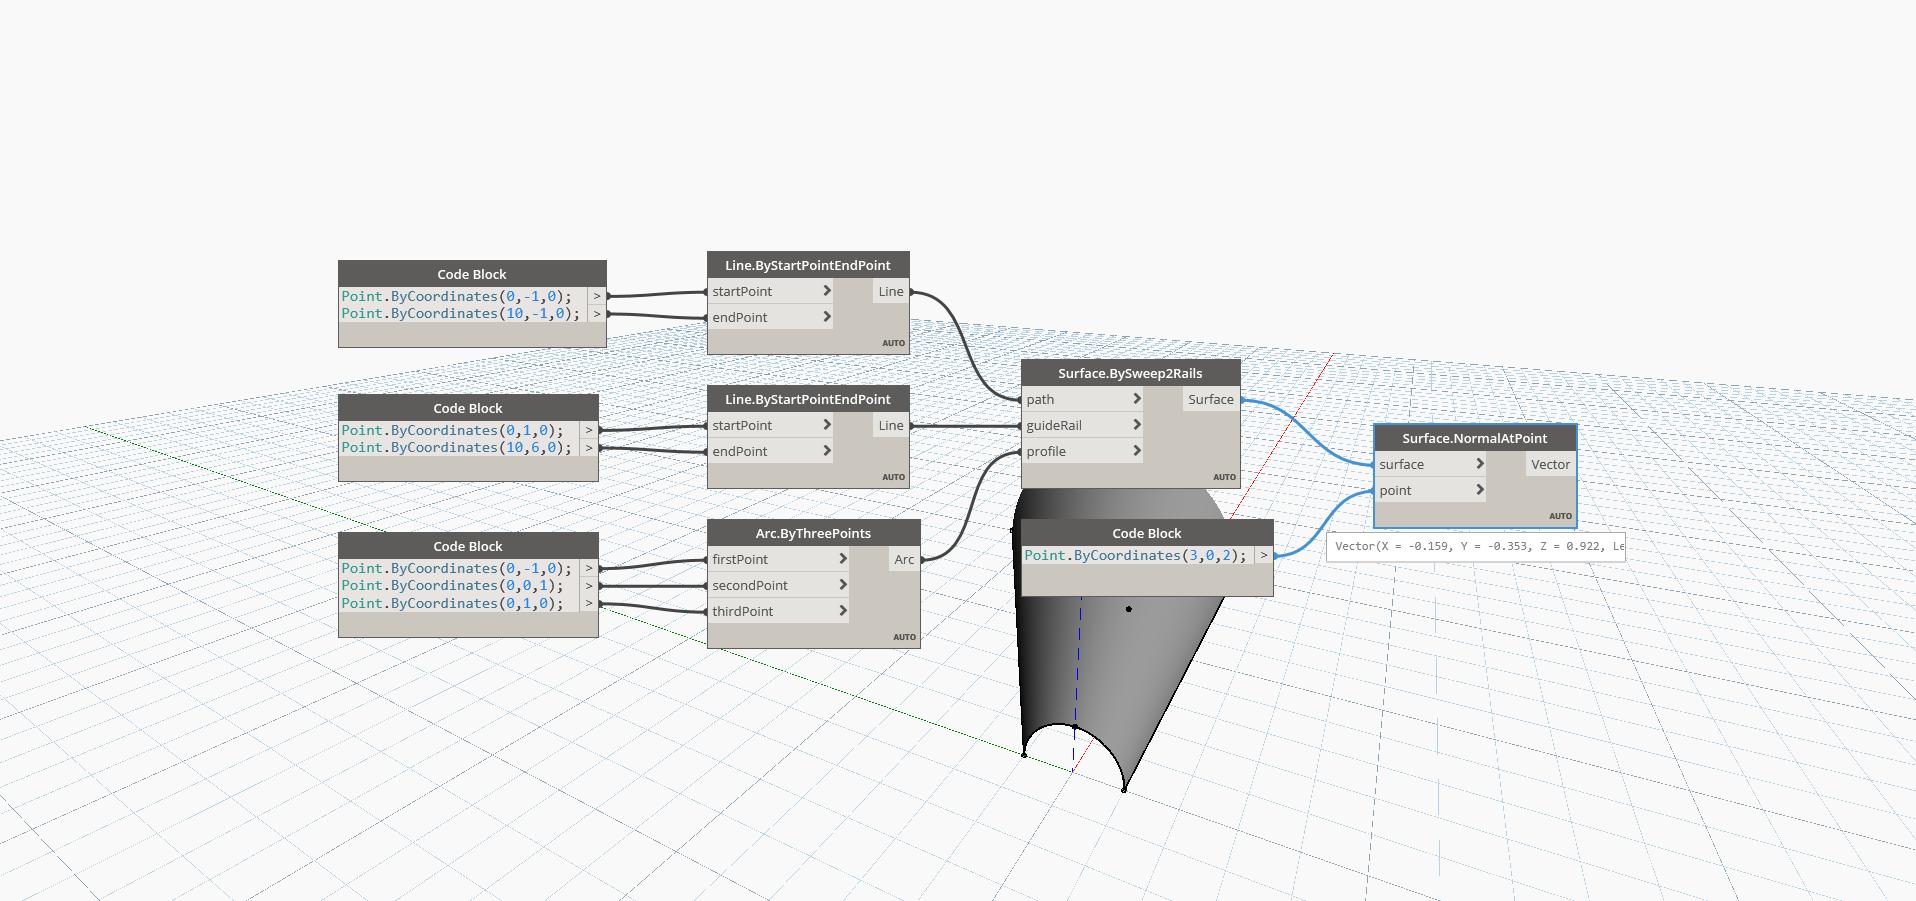 Code Block
Point.ByCoordinates(0,-1,0); >
Point.ByCoordinates(10,-1,0); >
Line.ByStartPointEndPoint
startPoint > Line
endPoint >
AUTO
Code Block
Point.ByCoordinates(0,1,0); >
Point.ByCoordinates(10,6,0); >
Line.ByStartPointEndPoint
startPoint > Line
endPoint >
AUTO
Code Block
Point.ByCoordinates(0,-1,0); >
Point.ByCoordinates(0,0,1); >
Point.ByCoordinates(0,1,0); >
Arc.ByThreePoints
firstPoint > Arc
secondPoint >
thirdPoint >
AUTO
Surface.BySweep2Rails
path > Surface
guideRail >
profile >
AUTO
Code Block
Point.ByCoordinates(3,0,2); >
Surface.NormalAtPoint
surface > Vector
point >
AUTO
Vector(X = -0.159, Y = -0.353, Z = 0.922, Le